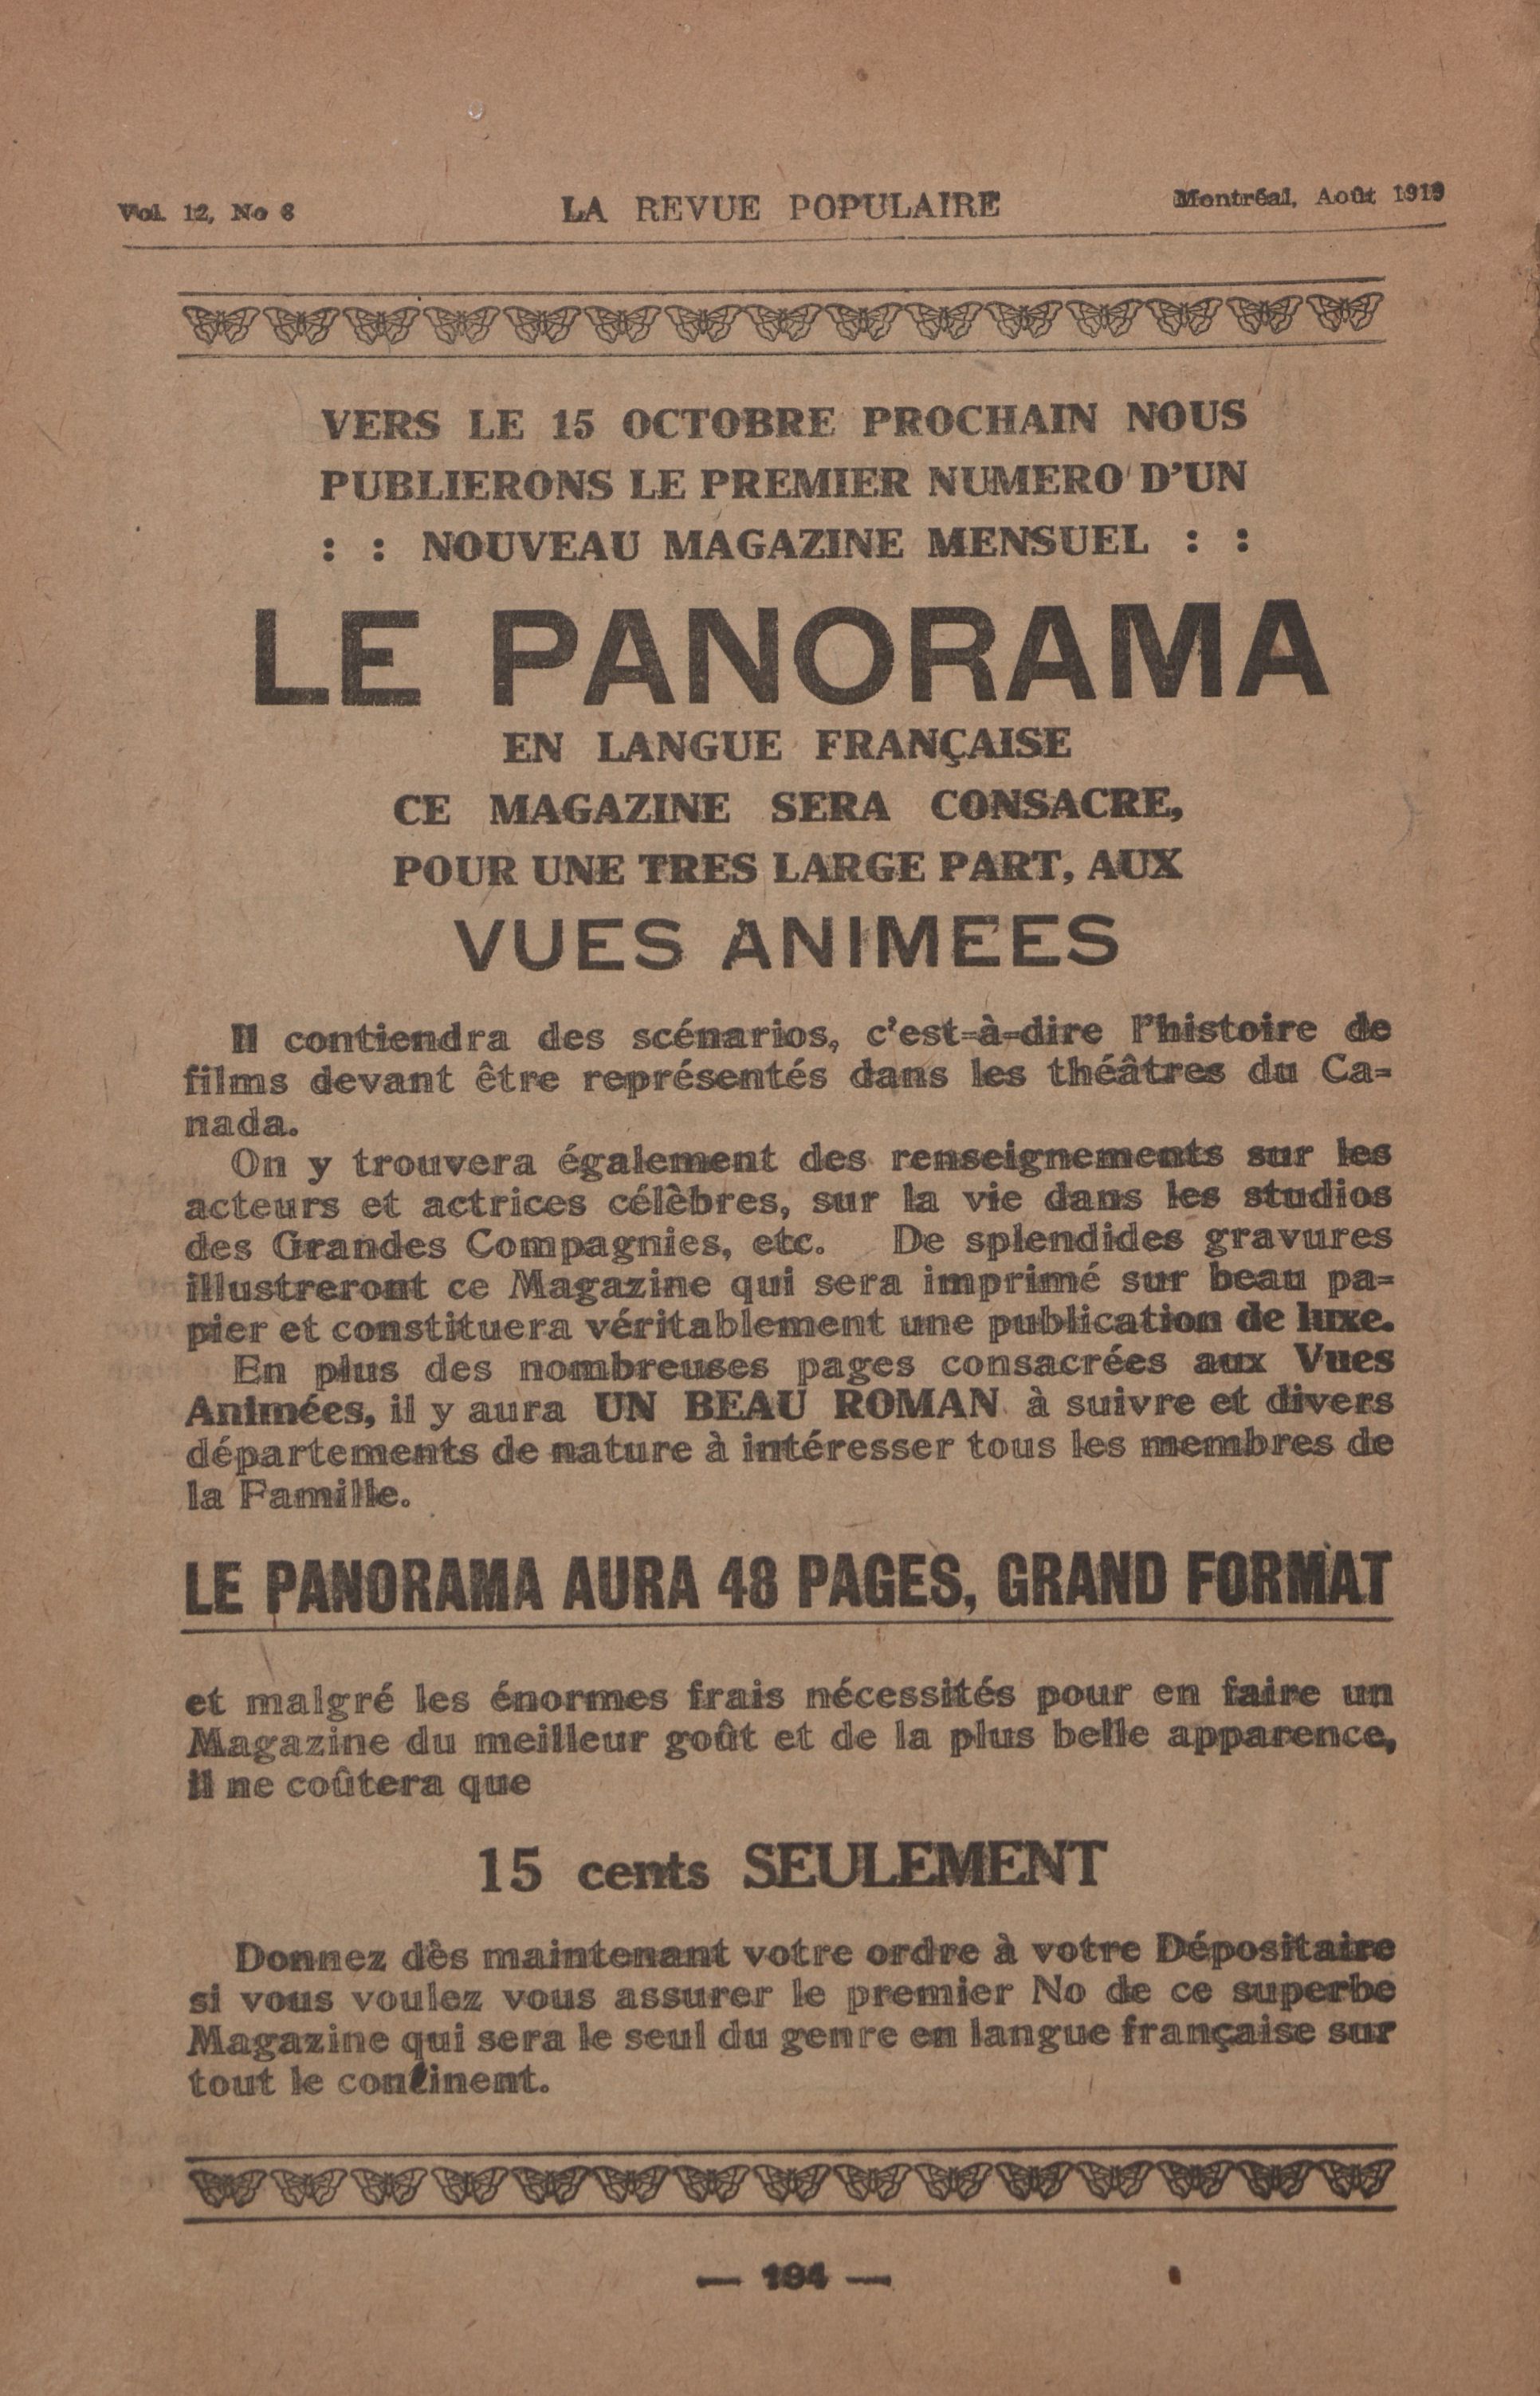 Vol. 12, No 8 LA REVUE POPULAIRE Montréal, Août 1919
VERS LE 15 OCTOBRE PROCHAIN NOUS
PUBLIERONS LE PREMIER NUMERO D'UN
: : NOUVEAU MAGAZINE MENSUEL : :
LE PANORAMA
EN LANGUE FRANÇAISE
CE MAGAZINE SERA CONSACRE,
POUR UNE TRES LARGE PART, AUX
VUES ANIMEES
Il contiendra des scénarios, c'est-à-dire l'histoire de
films devant être représentés dans les théâtres du Ca-
nada.
On y trouvera également des renseignements sur les
acteurs et actrices célèbres, sur la vie dans les studios
des Grandes Compagnies, etc. De splendides gravures
illustreront ce Magazine qui sera imprimé sur beau pa-
pier et constituera véritablement une publication de luxe.
En plus des nombreuses pages consacrées aux Vues
Animées, il y aura UN BEAU ROMAN à suivre et divers
départements de nature à intéresser tous les membres de
la Famille.
LE PANORAMA AURA 48 PAGES, GRAND FORMAT
et malgré les énormes frais nécessités pour en faire un
Magazine du meilleur goût et de la plus belle apparence,
il ne coûtera que
15 cents SEULEMENT
Donnez dès maintenant votre ordre à votre Dépositaire
si vous voulez vous assurer le premier No de ce superbe
Magazine qui sera le seul du genre en langue française sur
tout le continent.
— 194 —